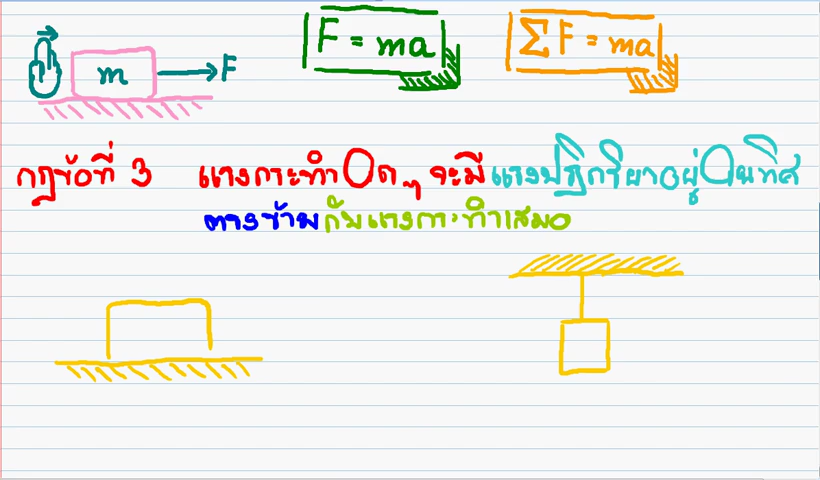 m F F = ma ΣF = ma
กฎข้อที่ 3 แรงกระทำใด ๆ จะมีแรงปฏิกิริยาอยู่ในทิศ
ตรงข้ามกับแรงกระทำเสมอ